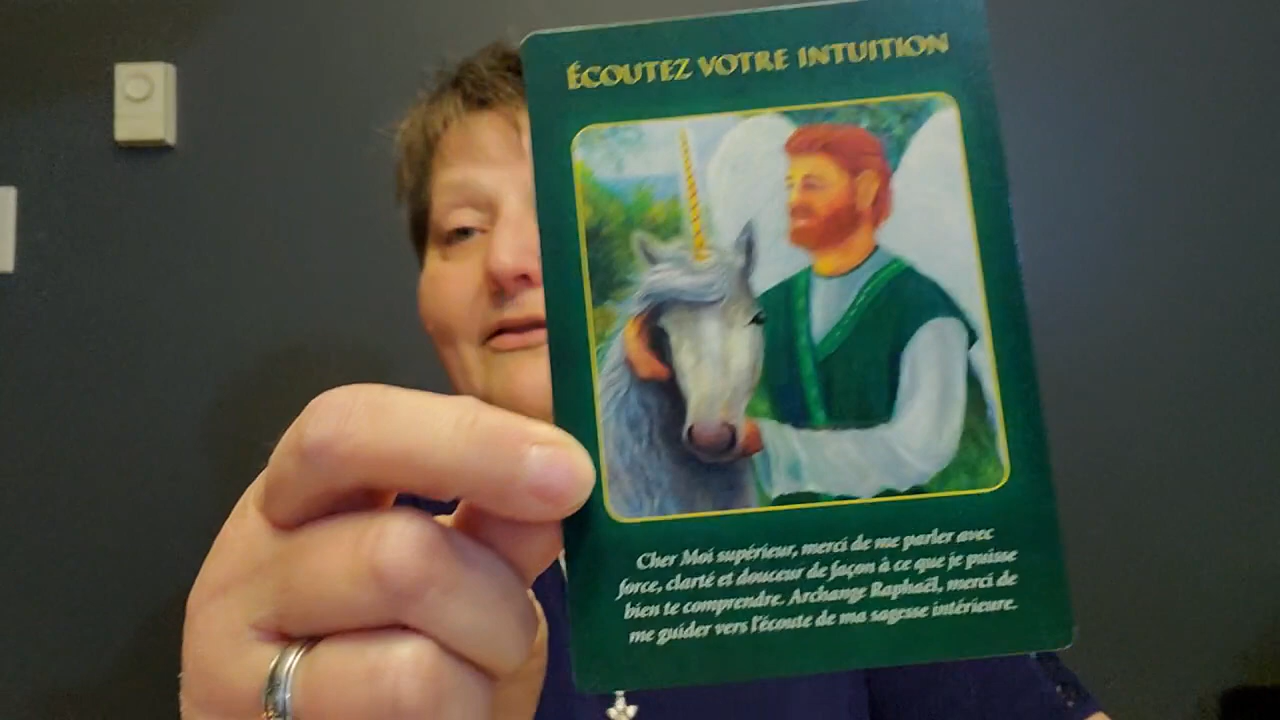 ÉCOUTEZ VOTRE INTUITION
Cher Moi supérieur, merci de me parler avec
force, clarté et douceur de façon à ce que je puisse
bien te comprendre. Archange Raphaël, merci de
me guider vers l'écoute de ma sagesse intérieure.